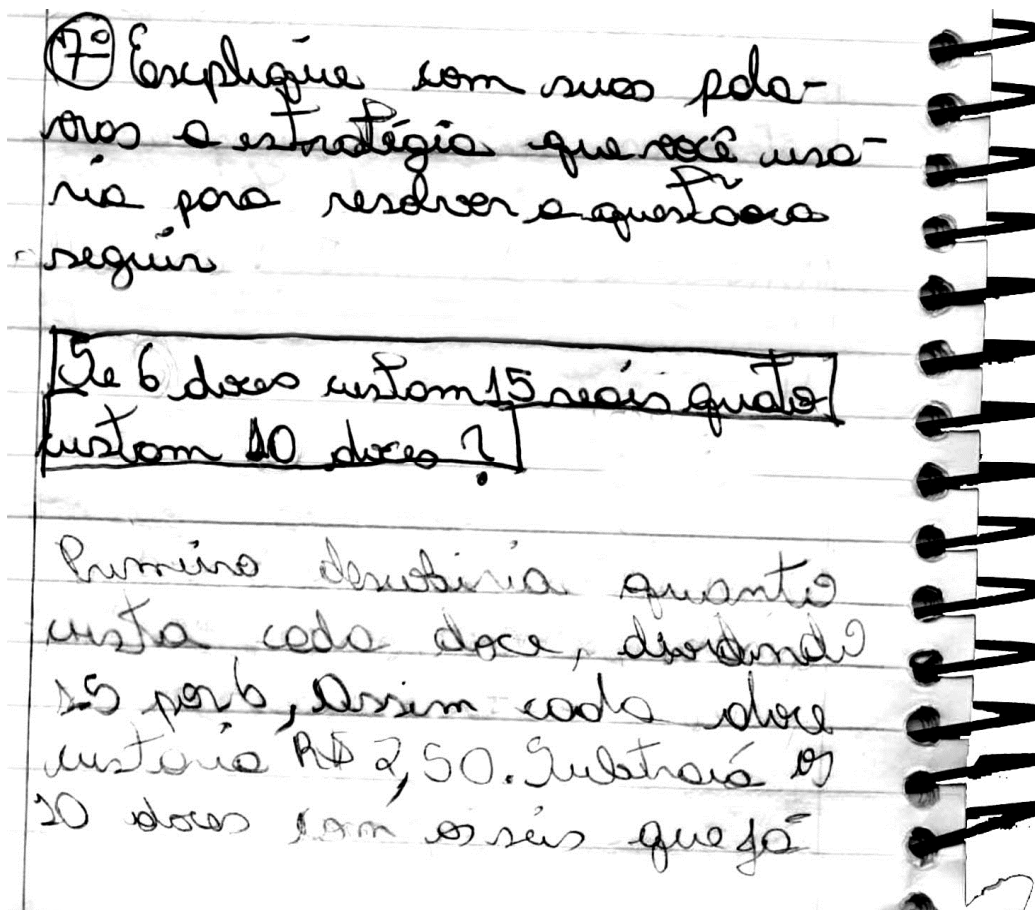 7º Explique com suas pala-
vras a estratégia que você usa-
ria para resolver a questão a
seguir
Se 6 doces custam 15 reais quato
custam 10 doces?
Primeiro descobriria quanto
custa cada doce, dividindo
15 por 6, Assim cada doce
custaria R$ 2,50. Subtraia os
10 doces com os seis que já